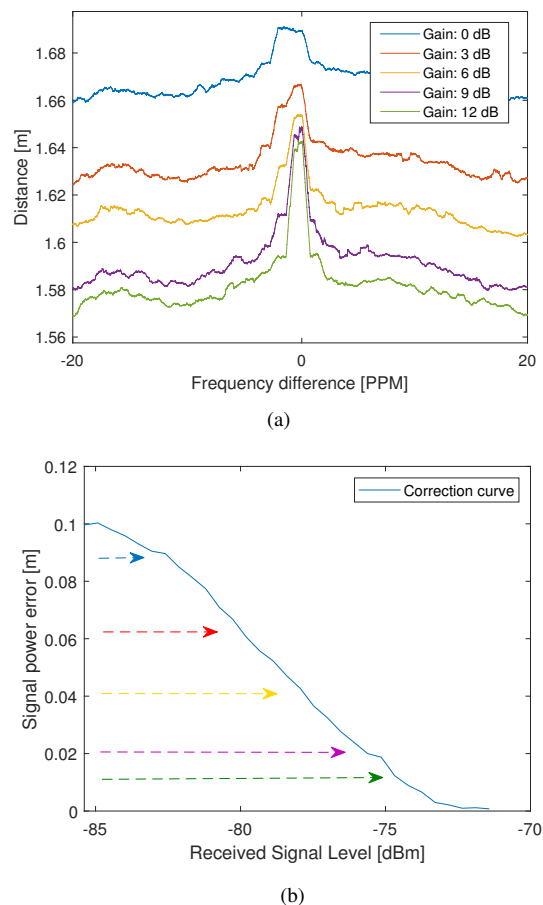 Gain: 0 dB
Gain: 3 dB
Gain: 6 dB
Gain: 9 dB
Gain: 12 dB
1.68
1.66
1.64
1.62
1.6
1.58
1.56
Distance [m]
-20
0
20
Frequency difference [PPM]
(a)
Correction curve
0.12
0.1
0.08
0.06
0.04
0.02
0
Signal power error [m]
-85
-80
-75
-70
Received Signal Level [dBm]
(b)